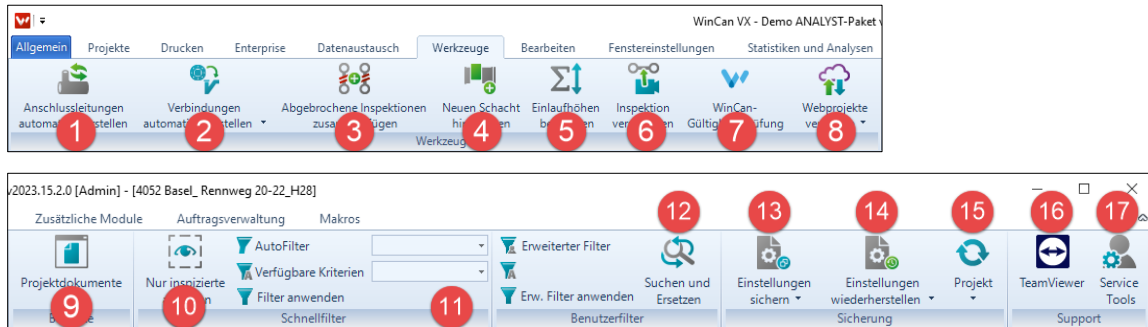 WinCan VX - Demo ANALYST-Paket v
Allgemein Projekte Drucken Enterprise Datenaustausch Werkzeuge Bearbeiten Fenstereinstellungen Statistiken und Analysen
Anschlussleitungen Verbindungen Abgebrochene Inspektionen Neuen Schacht Einlaufhöhen Inspektion WinCan- Webprojekte
1 2 3 4 5 6 7 8
Werkzeug
v2023.15.2.0 [Admin] - [4052 Basel_ Rennweg 20-22_H28]
Zusätzliche Module Auftragsverwaltung Makros
12 13 14 15 16 17
AutoFilter Erweiterter Filter
Projektdokumente Nur inspizierte Verfügbare Kriterien Suchen und Einstellungen Einstellungen Projekt TeamViewer Service
Filter anwenden Erw. Filter anwenden Ersetzen sichern wiederherstellen Tools
9 10 11
Schnellfilter Benutzerfilter Sicherung Support